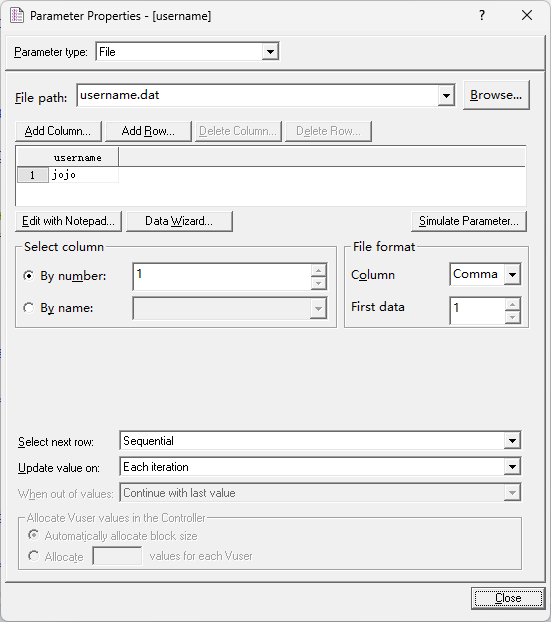 Parameter Properties - [username]
?
Parameter type: File
File path: username.dat Browse...
Add Column... Add Row... Delete Column... Delete Row...
username
1 jojo
Edit with Notepad... Data Wizard... Simulate Parameter...
Select column File format
By number: 1 Column Comma
By name: First data 1
Select next row: Sequential
Update value on: Each iteration
When out of values: Continue with last value
Allocate Vuser values in the Controller
Automatically allocate block size
Allocate values for each Vuser
Close